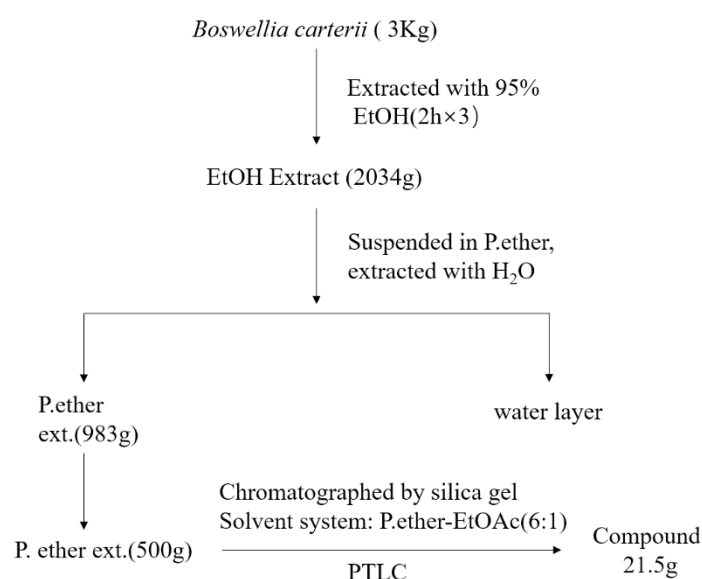 Boswellia carterii ( 3Kg)
Extracted with 95%
EtOH(2h×3)
EtOH Extract (2034g)
Suspended in P.ether,
extracted with H₂O
P.ether
ext.(983g)
water layer
Chromatographed by silica gel
Solvent system: P.ether-EtOAc(6:1)
P. ether ext.(500g)
PTLC
Compound
21.5g